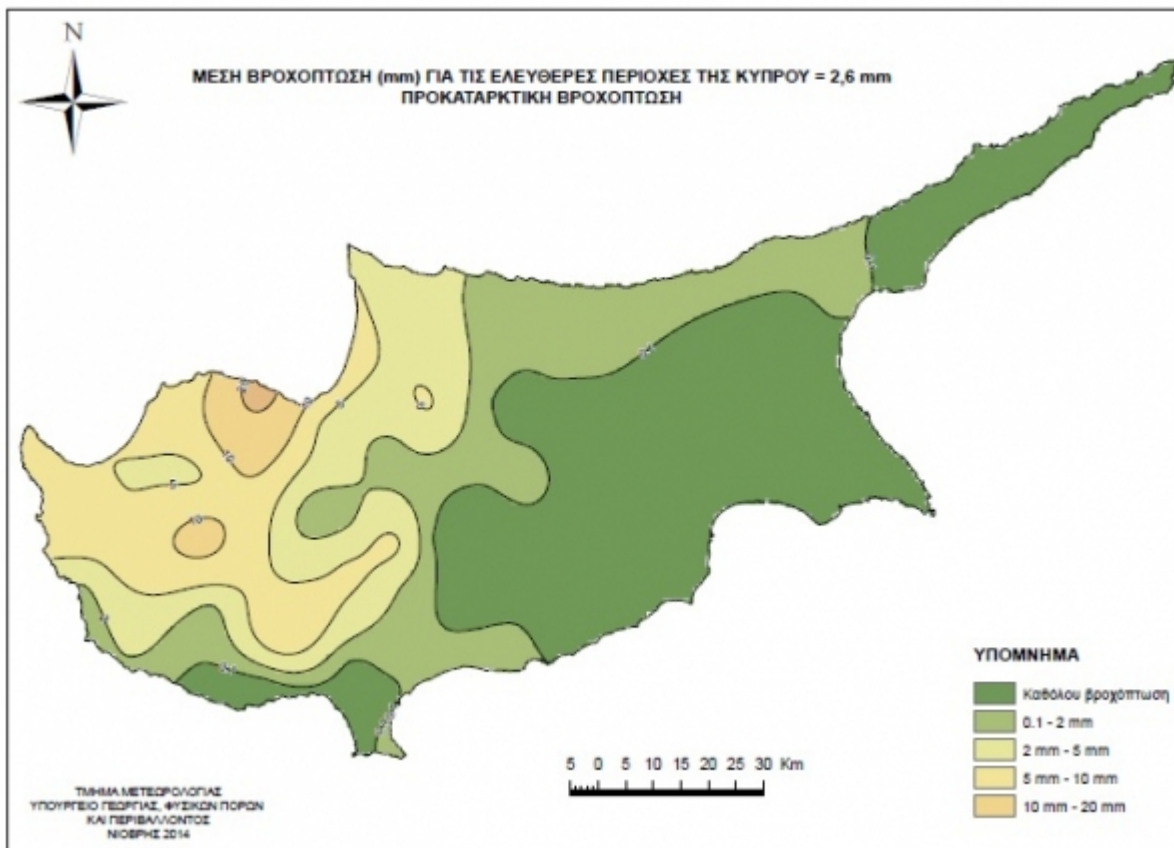 N
ΜΕΣΗ ΒΡΟΧΟΠΤΩΣΗ (mm) ΓΙΑ ΤΙΣ ΕΛΕΥΘΕΡΕΣ ΠΕΡΙΟΧΕΣ ΤΗΣ ΚΥΠΡΟΥ = 2,6 mm
ΠΡΟΚΑΤΑΡΚΤΙΚΗ ΒΡΟΧΟΠΤΩΣΗ
5
10
ΥΠΟΜΝΗΜΑ
Καθόλου βροχόπτωση
0.1 - 2 mm
2 mm - 5 mm
5 mm - 10 mm
10 mm - 20 mm
5 0 5 10 15 20 25 30 Km
ΤΜΗΜΑ ΜΕΤΕΩΡΟΛΟΓΙΑΣ
ΥΠΟΥΡΓΕΙΟ ΓΕΩΡΓΙΑΣ, ΦΥΣΙΚΩΝ ΠΟΡΩΝ
ΚΑΙ ΠΕΡΙΒΑΛΛΟΝΤΟΣ
ΝΙΟΒΡΗΣ 2014